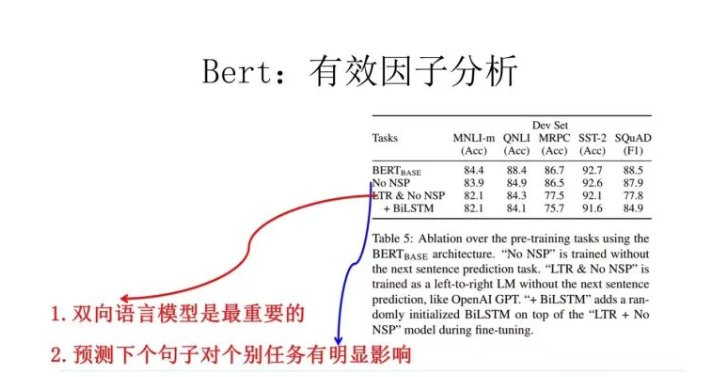 Bert：有效因子分析
Dev Set
Tasks MNLI-m QNLI MRPC SST-2 SQuAD
(Acc) (Acc) (Acc) (Acc) (F1)
BERTBASE 84.4 88.4 86.7 92.7 88.5
No NSP 83.9 84.9 86.5 92.6 87.9
LTR & No NSP 82.1 84.3 77.5 92.1 77.8
+ BiLSTM 82.1 84.1 75.7 91.6 84.9
Table 5: Ablation over the pre-training tasks using the
BERTBASE architecture. “No NSP” is trained without
the next sentence prediction task. “LTR & No NSP” is
trained as a left-to-right LM without the next sentence
prediction, like OpenAI GPT. “+ BiLSTM” adds a ran-
domly initialized BiLSTM on top of the “LTR + No
NSP” model during fine-tuning.
1. 双向语言模型是最重要的
2. 预测下个句子对个别任务有明显影响